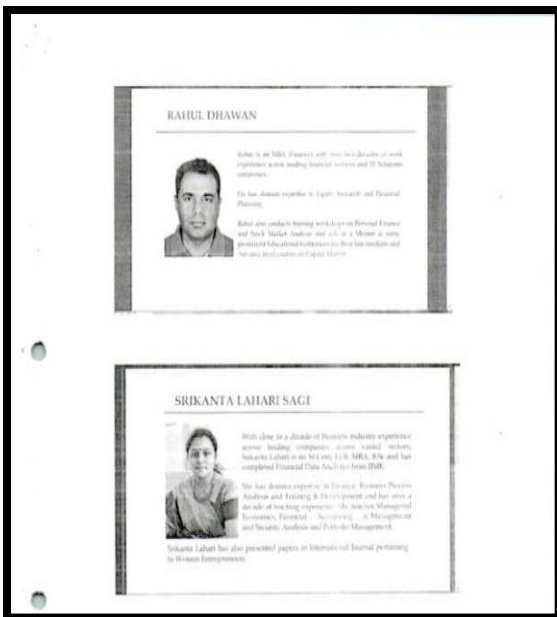 RAHUL DHAWAN
Rahul is an MBA (Finance) with over two decades of work
experience across leading financial services and IT Solutions
companies.
He has domain expertise in Equity Research and Financial
Planning
Rahul also conducts training workshops on Personal Finance
and Stock Market Analysis and acts as a Mentor at some
prominent Educational Institutions for their intermediate and
Advance level courses on Capital Market
SRIKANTA LAHARI SAGI
With close to a decade of Business industry experience
across leading companies across varied sectors,
Srikanta Lahari is an M.Com, LLB, MBA, and has
completed Financial Data Analytics from IIMK.
She has domain expertise in Finance, Business Process
Analysis and Training & Development and has over a
decade of teaching experience. She teaches Managerial
Economics, Financial Accounting & Management
and Security Analysis and Portfolio Management.
Srikanta Lahari has also presented papers in International Journal pertaining
to Women Entrepreneurs.